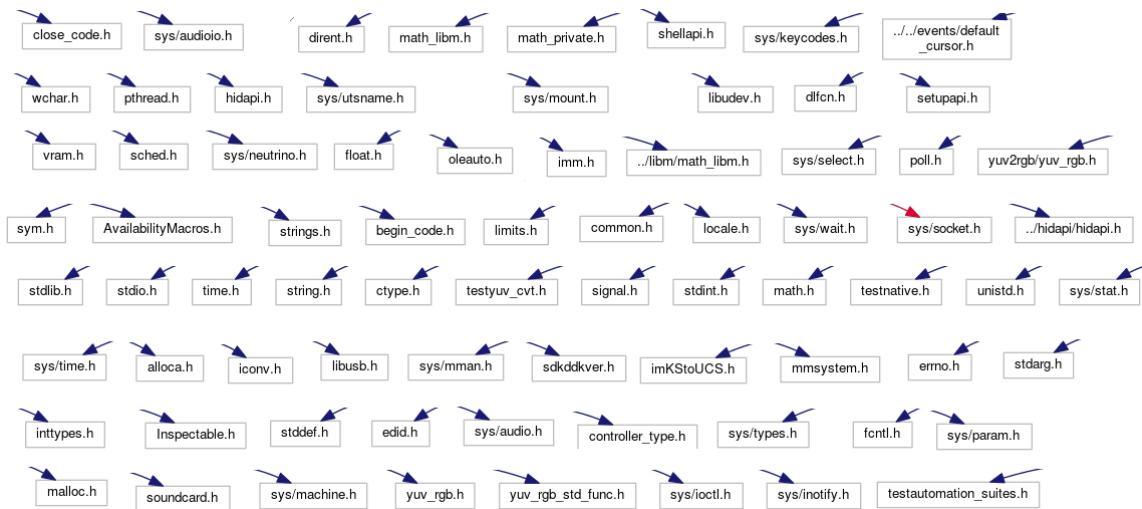 close_code.h
sys/audioio.h
dirent.h
math_libm.h
math_private.h
shellapi.h
sys/keycodes.h
../../events/default
_cursor.h
wchar.h
pthread.h
hidapi.h
sys/utsname.h
sys/mount.h
libudev.h
dlfcn.h
setupapi.h
vram.h
sched.h
sys/neutrino.h
float.h
oleauto.h
imm.h
../libm/math_libm.h
sys/select.h
poll.h
yuv2rgb/yuv_rgb.h
sym.h
AvailabilityMacros.h
strings.h
begin_code.h
limits.h
common.h
locale.h
sys/wait.h
sys/socket.h
../hidapi/hidapi.h
stdlib.h
stdio.h
time.h
string.h
ctype.h
testyuv_cvt.h
signal.h
stdint.h
math.h
testnative.h
unistd.h
sys/stat.h
sys/time.h
alloca.h
iconv.h
libusb.h
sys/mman.h
sdkddkver.h
imKStoUCS.h
mmsystem.h
errno.h
stdarg.h
inttypes.h
Inspectable.h
stddef.h
edid.h
sys/audio.h
controller_type.h
sys/types.h
fcntl.h
sys/param.h
malloc.h
soundcard.h
sys/machine.h
yuv_rgb.h
yuv_rgb_std_func.h
sys/ioctl.h
sys/inotify.h
testautomation_suites.h